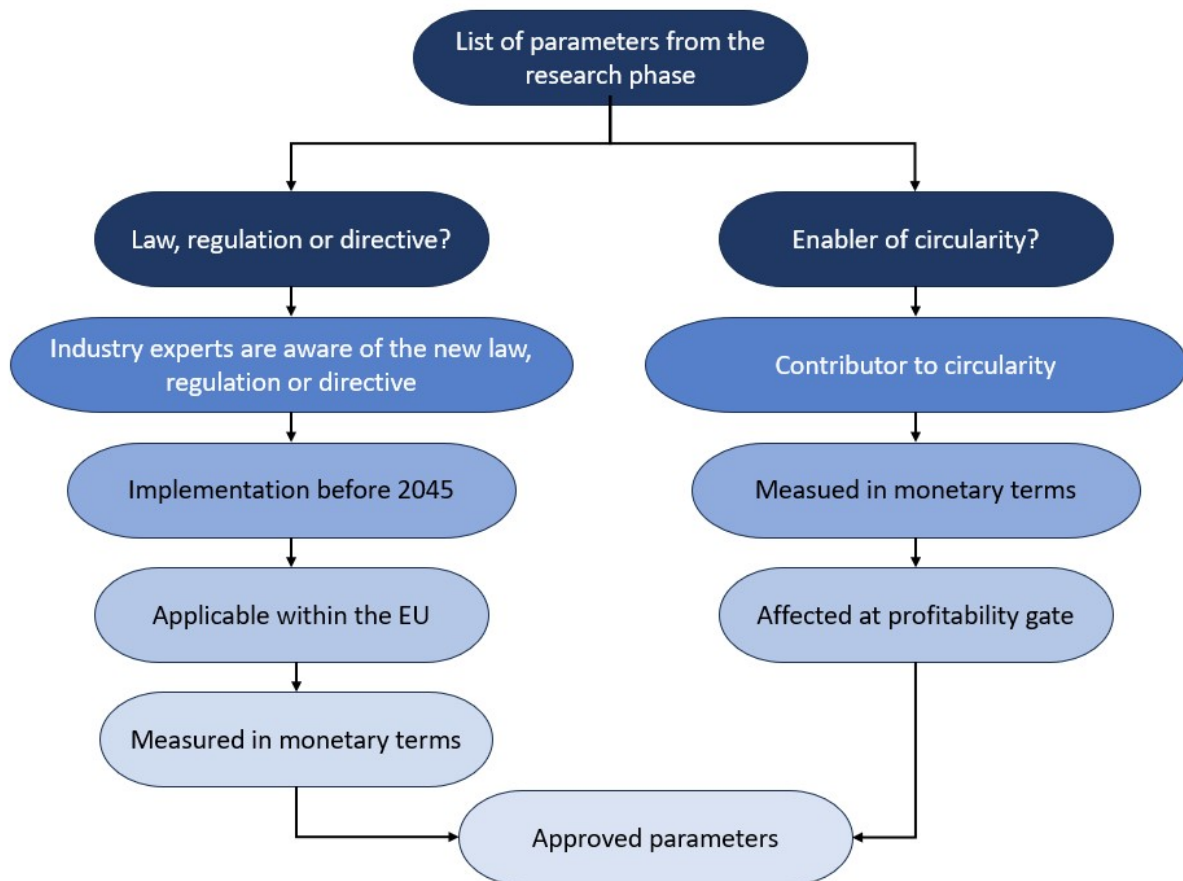 List of parameters from the
research phase
Law, regulation or directive?
Enabler of circularity?
Industry experts are aware of the new law,
regulation or directive
Contributor to circularity
Implementation before 2045
Measued in monetary terms
Applicable within the EU
Affected at profitability gate
Measured in monetary terms
Approved parameters